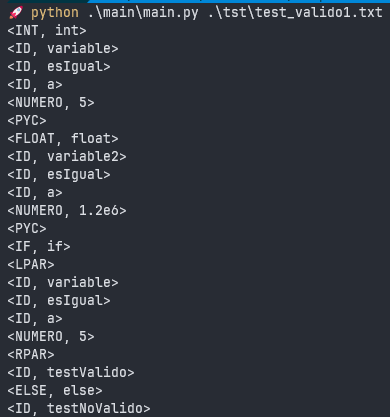 🚀 python .\main\main.py .\tst\test_valido1.txt
<INT, int>
<ID, variable>
<ID, esIgual>
<ID, a>
<NUMERO, 5>
<PYC>
<FLOAT, float>
<ID, variable2>
<ID, esIgual>
<ID, a>
<NUMERO, 1.2e6>
<PYC>
<IF, if>
<LPAR>
<ID, variable>
<ID, esIgual>
<ID, a>
<NUMERO, 5>
<RPAR>
<ID, testValido>
<ELSE, else>
<ID, testNoValido>